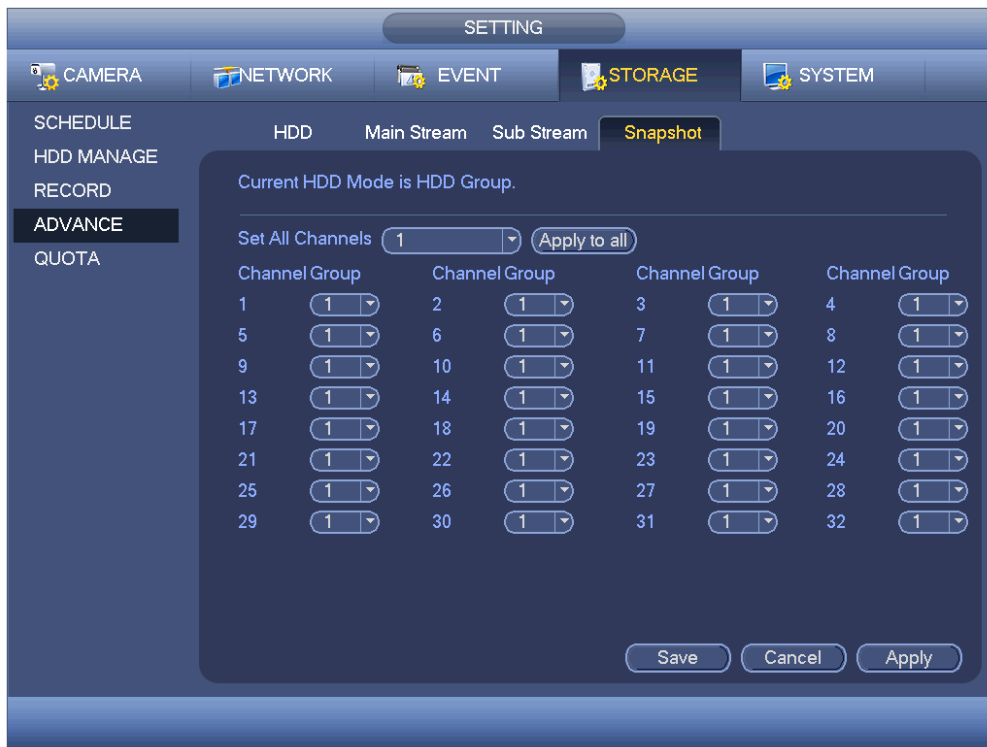 SETTING
CAMERA NETWORK EVENT STORAGE SYSTEM
SCHEDULE
HDD MANAGE
RECORD
ADVANCE
QUOTA
HDD Main Stream Sub Stream Snapshot
Current HDD Mode is HDD Group.
Set All Channels 1 Apply to all
Channel Group Channel Group Channel Group Channel Group
1 1 2 1 3 1 4 1
5 1 6 1 7 1 8 1
9 1 10 1 11 1 12 1
13 1 14 1 15 1 16 1
17 1 18 1 19 1 20 1
21 1 22 1 23 1 24 1
25 1 26 1 27 1 28 1
29 1 30 1 31 1 32 1
Save Cancel Apply